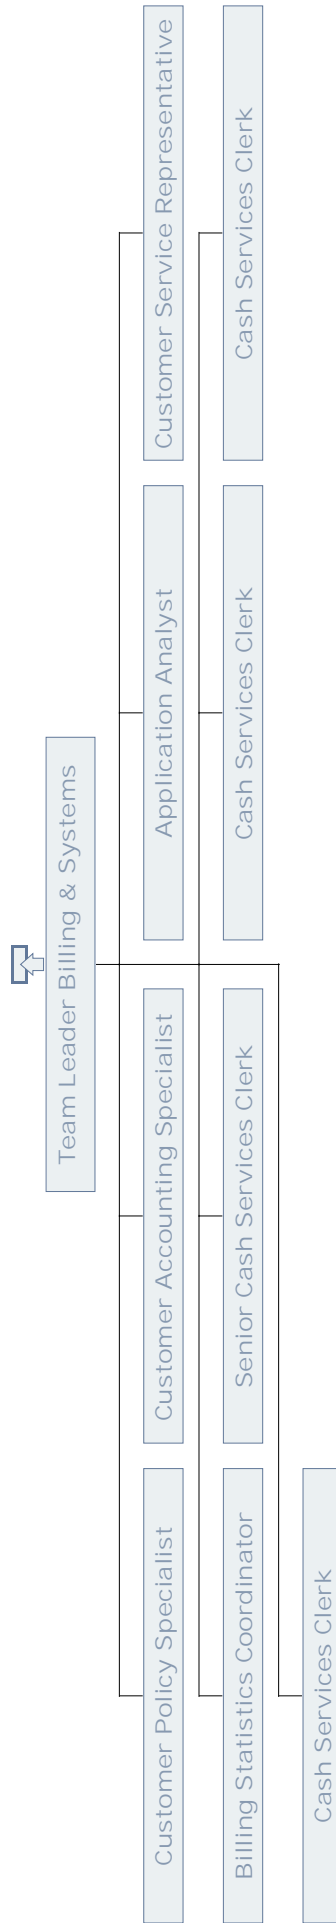 Team Leader Billing & Systems
Customer Policy Specialist
Customer Accounting Specialist
Application Analyst
Customer Service Representative
Billing Statistics Coordinator
Senior Cash Services Clerk
Cash Services Clerk
Cash Services Clerk
Cash Services Clerk